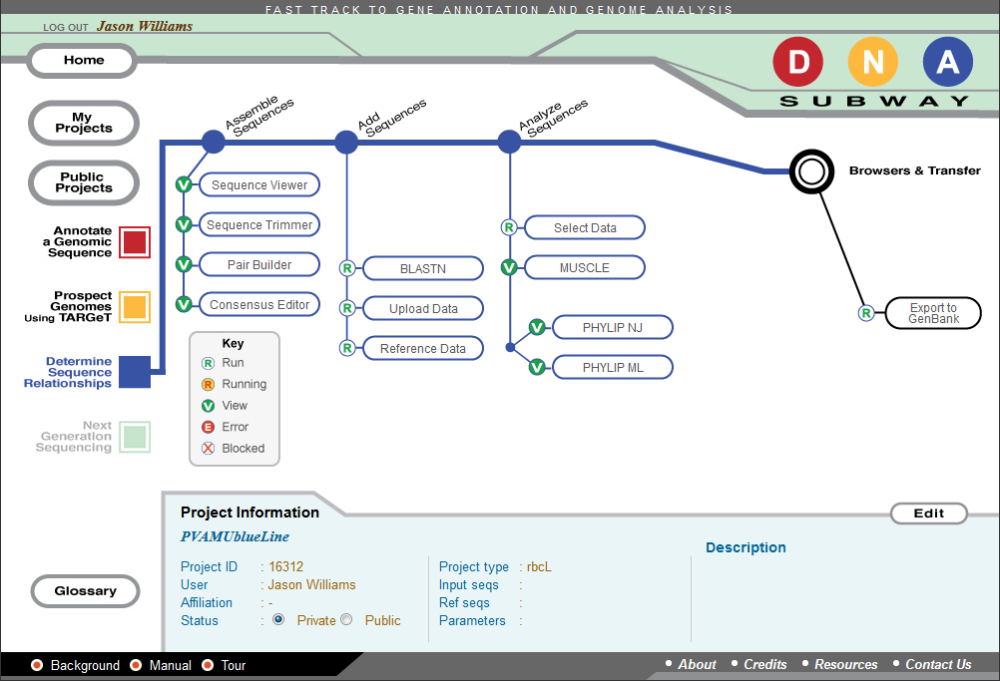 FAST TRACK TO GENE ANNOTATION AND GENOME ANALYSIS
LOG OUT Jason Williams
Home
D N A
SUBWAY
My
Projects
Public
Projects
Annotate
a Genomic
Sequence
Prospect
Genomes
Using TARGeT
Determine
Sequence
Relationships
Next
Generation
Sequencing
Assemble
Sequences
Add
Sequences
Analyze
Sequences
Browsers & Transfer
V Sequence Viewer
V Sequence Trimmer
V Pair Builder
V Consensus Editor
R BLASTN
R Upload Data
R Reference Data
R Select Data
V MUSCLE
V PHYLIP NJ
V PHYLIP ML
R Export to
GenBank
Key
R Run
R Running
V View
E Error
X Blocked
Project Information
Edit
PVAMUblueLine
Project ID : 16312
User : Jason Williams
Affiliation : -
Status : Private Public
Project type : rbcL
Input seqs :
Ref seqs :
Parameters :
Description
Glossary
Background Manual Tour
About Credits Resources Contact Us